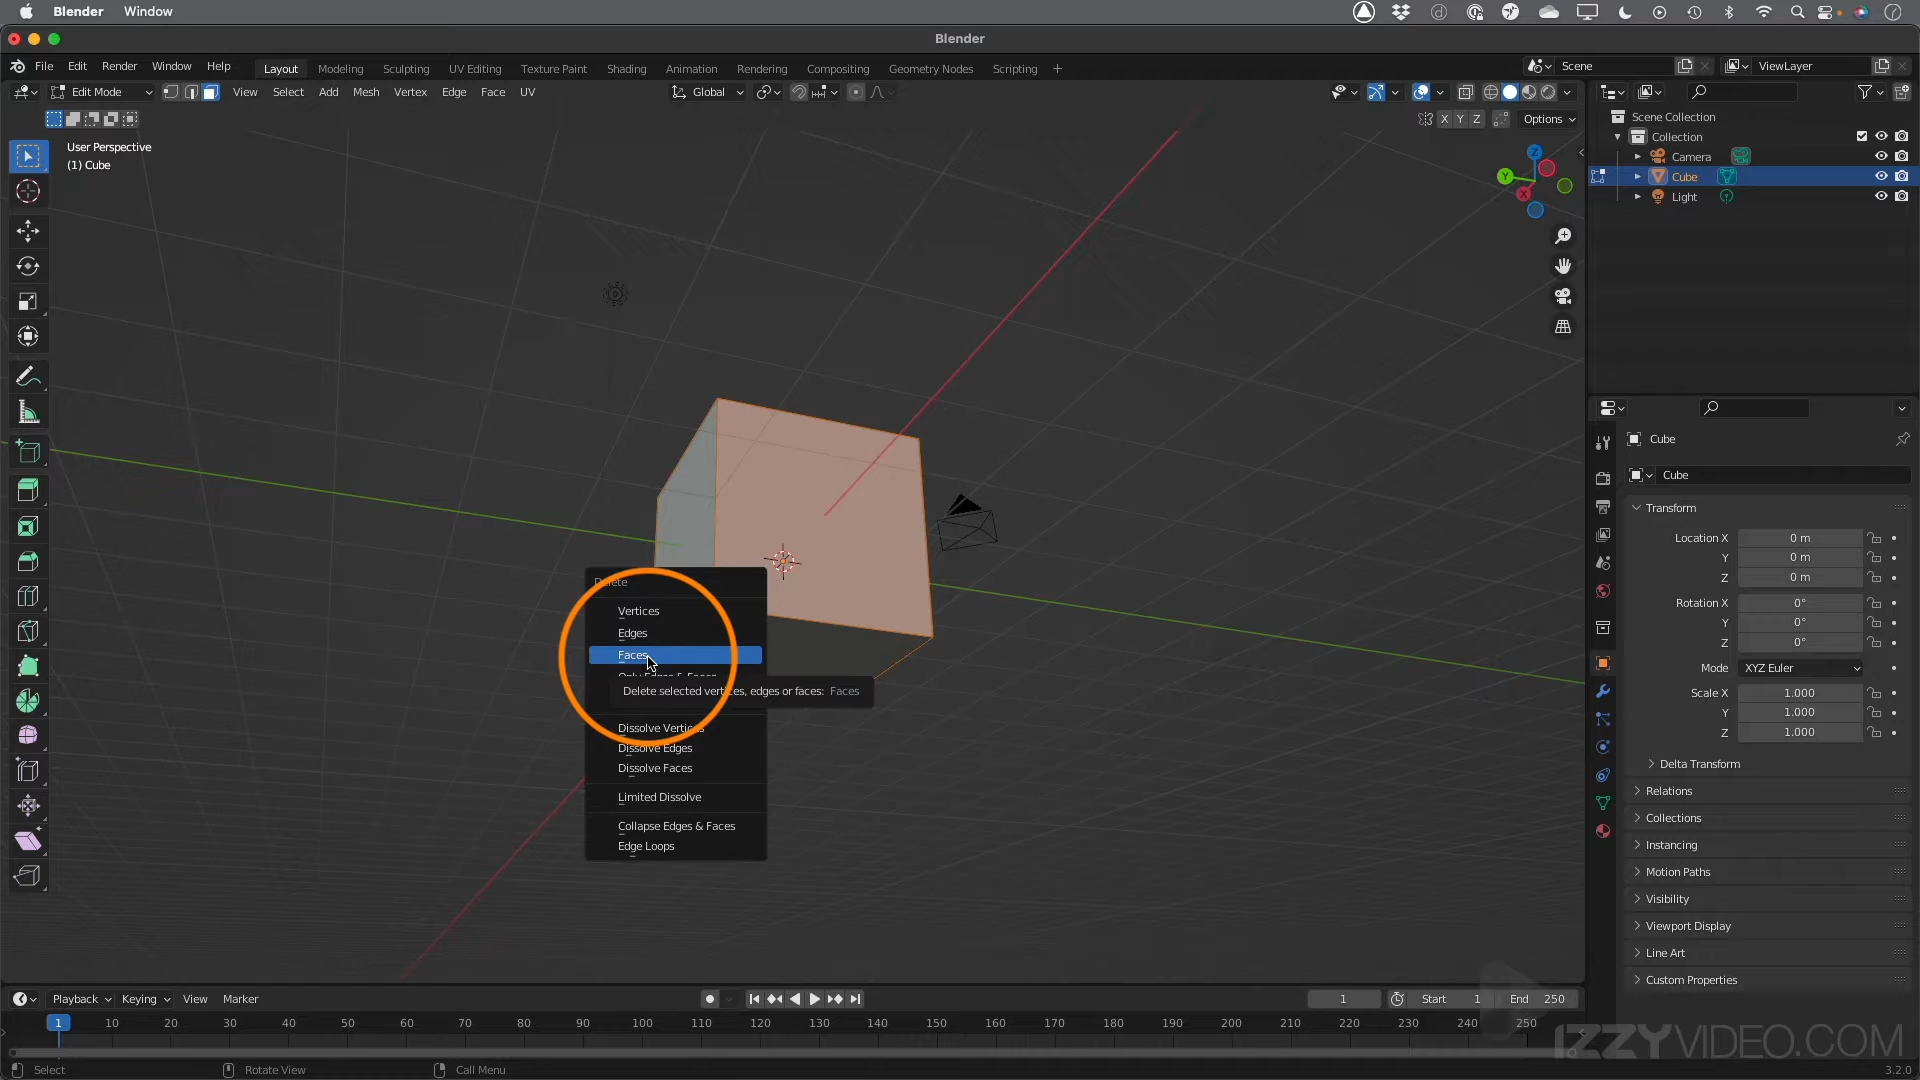 Blender Window
Blender
File Edit Render Window Help Layout Modeling Sculpting UV Editing Texture Paint Shading Animation Rendering Compositing Geometry Nodes Scripting + Scene ViewLayer
Edit Mode View Select Add Mesh Vertex Edge Face UV Global
X Y Z Options
User Perspective
(1) Cube
Z
Y
X
Scene Collection
Collection
Camera
Cube
Light
Delete
Vertices
Edges
Faces
Only Edges & Faces
Delete selected vertices, edges or faces: Faces
Dissolve Vertices
Dissolve Edges
Dissolve Faces
Limited Dissolve
Collapse Edges & Faces
Edge Loops
Cube
Cube
Transform
Location X 0 m
Y 0 m
Z 0 m
Rotation X 0°
Y 0°
Z 0°
Mode XYZ Euler
Scale X 1.000
Y 1.000
Z 1.000
Delta Transform
Relations
Collections
Instancing
Motion Paths
Visibility
Viewport Display
Line Art
Custom Properties
Playback Keying View Marker 1 Start 1 End 250
1 10 20 30 40 50 60 70 80 90 100 110 120 130 140 150 160 170 180 190 200 210 220 230 240 250
IZZYVIDEO.COM
Select Rotate View Call Menu 3.2.0